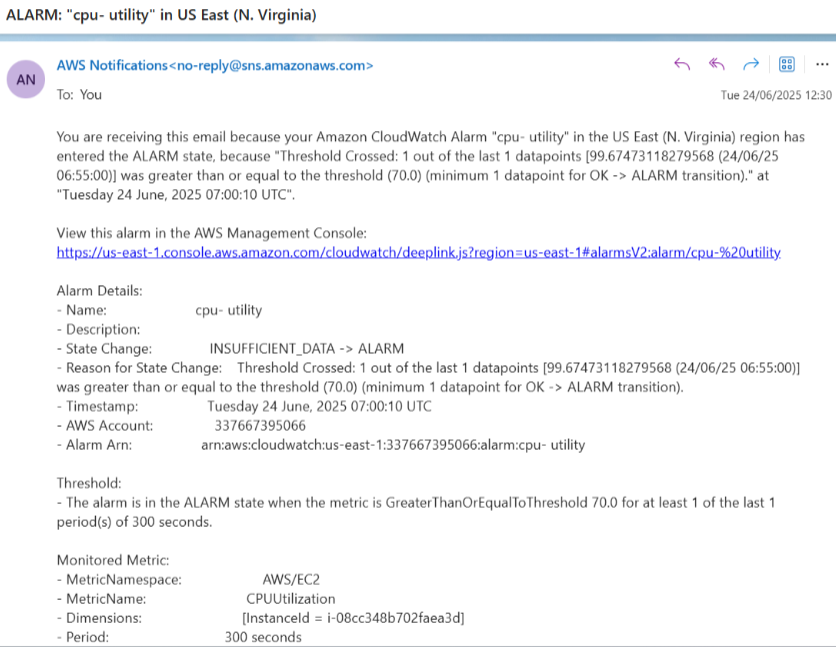 ALARM: "cpu- utility" in US East (N. Virginia)
AN
AWS Notifications<no-reply@sns.amazonaws.com>
To: You
Tue 24/06/2025 12:30
You are receiving this email because your Amazon CloudWatch Alarm "cpu- utility" in the US East (N. Virginia) region has
entered the ALARM state, because "Threshold Crossed: 1 out of the last 1 datapoints [99.67473118279568 (24/06/25
06:55:00)] was greater than or equal to the threshold (70.0) (minimum 1 datapoint for OK -> ALARM transition)." at
"Tuesday 24 June, 2025 07:00:10 UTC".
View this alarm in the AWS Management Console:
https://us-east-1.console.aws.amazon.com/cloudwatch/deeplink.js?region=us-east-1#alarmsV2:alarm/cpu-%20utility
Alarm Details:
- Name: cpu- utility
- Description:
- State Change: INSUFFICIENT_DATA -> ALARM
- Reason for State Change: Threshold Crossed: 1 out of the last 1 datapoints [99.67473118279568 (24/06/25 06:55:00)]
was greater than or equal to the threshold (70.0) (minimum 1 datapoint for OK -> ALARM transition).
- Timestamp: Tuesday 24 June, 2025 07:00:10 UTC
- AWS Account: 337667395066
- Alarm Arn: arn:aws:cloudwatch:us-east-1:337667395066:alarm:cpu- utility
Threshold:
- The alarm is in the ALARM state when the metric is GreaterThanOrEqualToThreshold 70.0 for at least 1 of the last 1
period(s) of 300 seconds.
Monitored Metric:
- MetricNamespace: AWS/EC2
- MetricName: CPUUtilization
- Dimensions: [InstanceId = i-08cc348b702faea3d]
- Period: 300 seconds